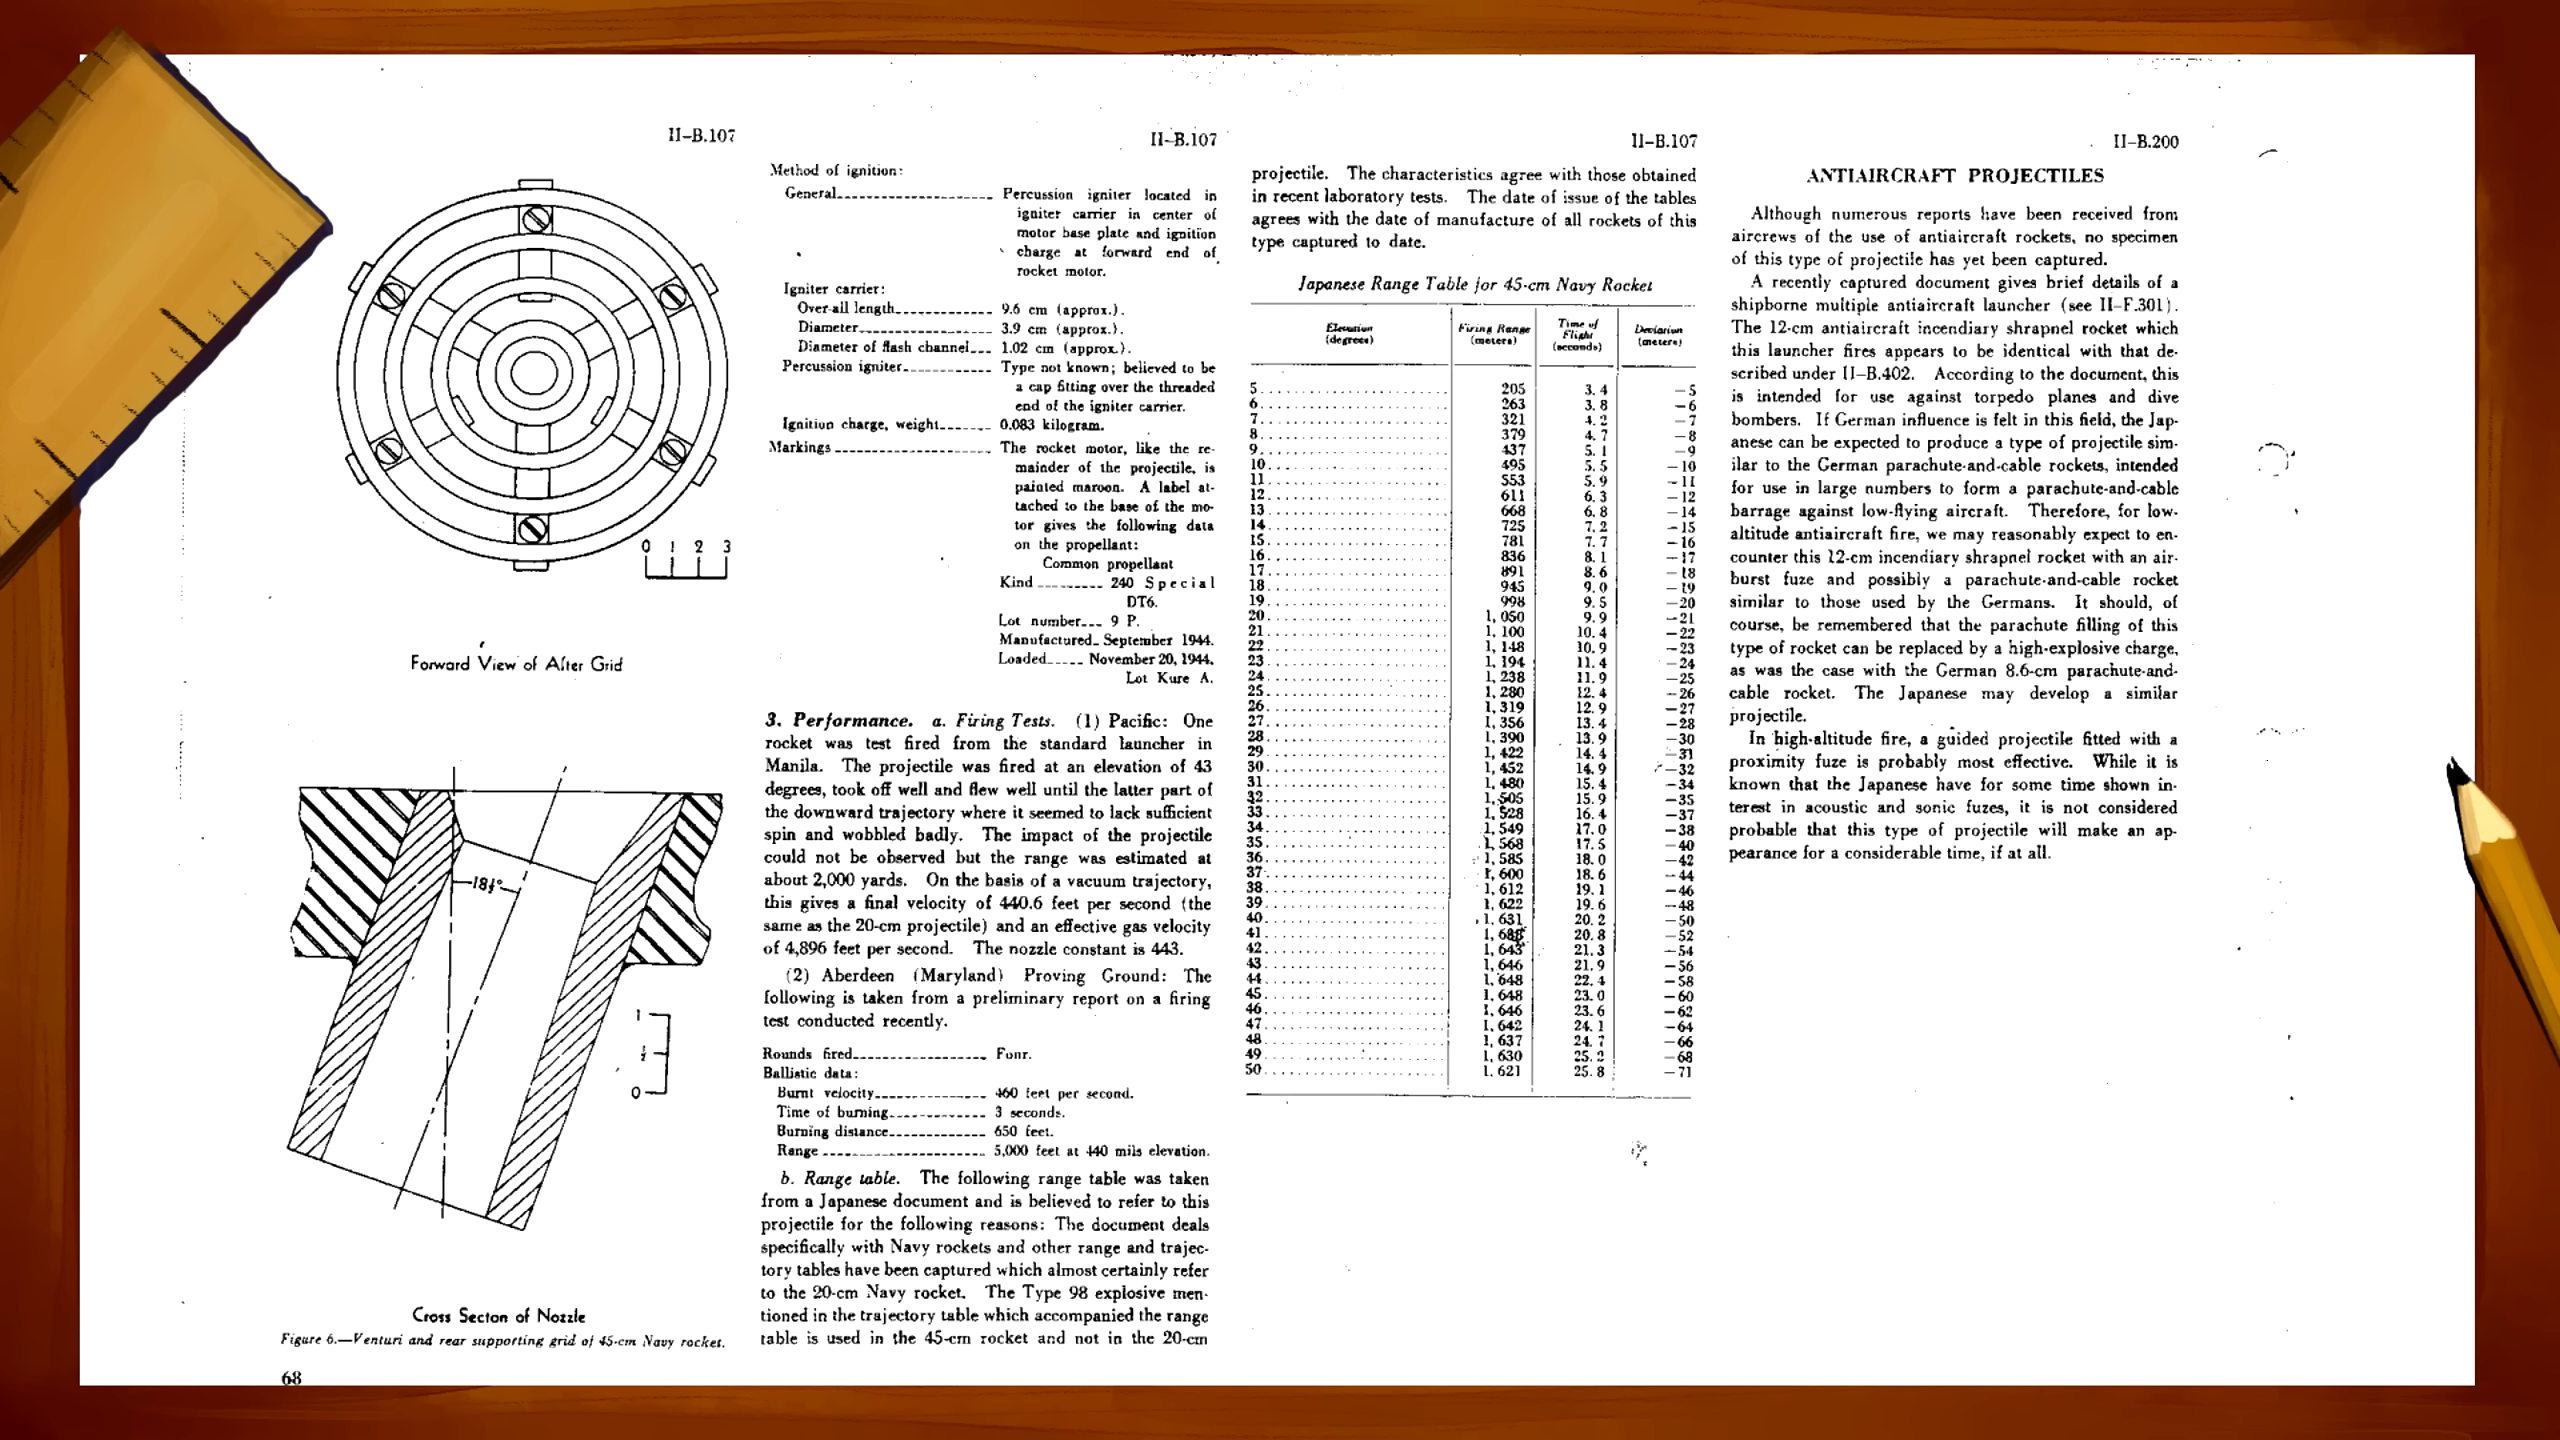 II-B.107
0 1 2 3
Forward View of After Grid
18½°
1
½
0
Cross Secton of Nozzle
Figure 6.—Venturi and rear supporting grid of 45-cm Navy rocket.
68
II-B.107
Method of ignition:
General Percussion igniter located in
igniter carrier in center of
motor base plate and ignition
charge at forward end of
rocket motor.
Igniter carrier:
Over-all length 9.6 cm (approx.).
Diameter 3.9 cm (approx.).
Diameter of flash channel 1.02 cm (approx.).
Percussion igniter Type not known; believed to be
a cap fitting over the threaded
end of the igniter carrier.
Ignition charge, weight 0.083 kilogram.
Markings The rocket motor, like the re-
mainder of the projectile, is
painted maroon. A label at-
tached to the base of the mo-
tor gives the following data
on the propellant:
Common propellant
Kind 240 Special
DT6.
Lot number 9 P.
Manufactured September 1944.
Loaded November 20, 1944.
Lot Kure A.
3. Performance. a. Firing Tests. (1) Pacific: One
rocket was test fired from the standard launcher in
Manila. The projectile was fired at an elevation of 43
degrees, took off well and flew well until the latter part of
the downward trajectory where it seemed to lack sufficient
spin and wobbled badly. The impact of the projectile
could not be observed but the range was estimated at
about 2,000 yards. On the basis of a vacuum trajectory,
this gives a final velocity of 440.6 feet per second (the
same as the 20-cm projectile) and an effective gas velocity
of 4,896 feet per second. The nozzle constant is 443.
(2) Aberdeen (Maryland) Proving Ground: The
following is taken from a preliminary report on a firing
test conducted recently.
Rounds fired Funr.
Ballistic data:
Burnt velocity 460 feet per second.
Time of burning 3 seconds.
Burning distance 650 feet.
Range 5,000 feet at 440 mils elevation.
b. Range table. The following range table was taken
from a Japanese document and is believed to refer to this
projectile for the following reasons: The document deals
specifically with Navy rockets and other range and trajec-
tory tables have been captured which almost certainly refer
to the 20-cm Navy rocket. The Type 98 explosive men-
tioned in the trajectory table which accompanied the range
table is used in the 45-cm rocket and not in the 20-cm
II-B.107
projectile. The characteristics agree with those obtained
in recent laboratory tests. The date of issue of the tables
agrees with the date of manufacture of all rockets of this
type captured to date.
Japanese Range Table for 45-cm Navy Rocket
Elevation (degrees) Firing Range (meters) Time of Flight (seconds) Deviation (meters)
5 205 3.4 -5
6 263 3.8 -6
7 321 4.2 -7
8 379 4.7 -8
9 437 5.1 -9
10 495 5.5 -10
11 553 5.9 -11
12 611 6.3 -12
13 668 6.8 -14
14 725 7.2 -15
15 781 7.7 -16
16 836 8.1 -17
17 891 8.6 -18
18 945 9.0 -19
19 998 9.5 -20
20 1,050 9.9 -21
21 1,100 10.4 -22
22 1,148 10.9 -23
23 1,194 11.4 -24
24 1,238 11.9 -25
25 1,280 12.4 -26
26 1,319 12.9 -27
27 1,356 13.4 -28
28 1,390 13.9 -30
29 1,422 14.4 -31
30 1,452 14.9 -32
31 1,480 15.4 -34
32 1,505 15.9 -35
33 1,528 16.4 -37
34 1,549 17.0 -38
35 1,568 17.5 -40
36 1,585 18.0 -42
37 1,600 18.6 -44
38 1,612 19.1 -46
39 1,622 19.6 -48
40 1,631 20.2 -50
41 20.8 -52
42 1,643 21.3 -54
43 1,646 21.9 -56
44 1,648 22.4 -58
45 1,648 23.0 -60
46 1,646 23.6 -62
47 1,642 24.1 -64
48 1,637 24.7 -66
49 1,630 25.2 -68
50 1,621 25.8 -71
II-B.200
ANTIAIRCRAFT PROJECTILES
Although numerous reports have been received from
aircrews of the use of antiaircraft rockets, no specimen
of this type of projectile has yet been captured.
A recently captured document gives brief details of a
shipborne multiple antiaircraft launcher (see II-F.301).
The 12-cm antiaircraft incendiary shrapnel rocket which
this launcher fires appears to be identical with that de-
scribed under II-B.402. According to the document, this
is intended for use against torpedo planes and dive
bombers. If German influence is felt in this field, the Jap-
anese can be expected to produce a type of projectile sim-
ilar to the German parachute-and-cable rockets, intended
for use in large numbers to form a parachute-and-cable
barrage against low-flying aircraft. Therefore, for low-
altitude antiaircraft fire, we may reasonably expect to en-
counter this 12-cm incendiary shrapnel rocket with an air-
burst fuze and possibly a parachute-and-cable rocket
similar to those used by the Germans. It should, of
course, be remembered that the parachute filling of this
type of rocket can be replaced by a high-explosive charge,
as was the case with the German 8.6-cm parachute-and-
cable rocket. The Japanese may develop a similar
projectile.
In high-altitude fire, a guided projectile fitted with a
proximity fuze is probably most effective. While it is
known that the Japanese have for some time shown in-
terest in acoustic and sonic fuzes, it is not considered
probable that this type of projectile will make an ap-
pearance for a considerable time, if at all.